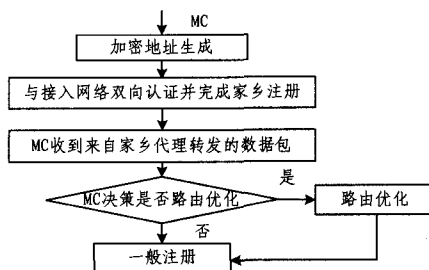 MC
加密地址生成
与接入网络双向认证并完成家乡注册
MC收到来自家乡代理转发的数据包
MC决策是否路由优化
是
路由优化
否
一般注册